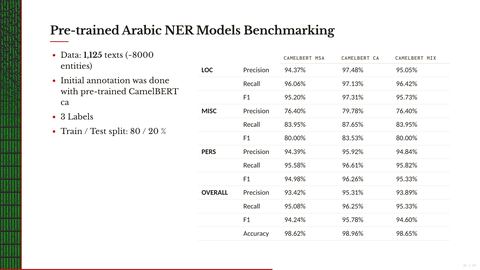 Pre-trained Arabic NER Models Benchmarking
• Data: 1,125 texts (~8000
entities)
• Initial annotation was done
with pre-trained CamelBERT
ca
• 3 Labels
• Train / Test split: 80 / 20 %
CAMELBERT MSA CAMELBERT CA CAMELBERT MIX
LOC Precision 94.37% 97.48% 95.05%
Recall 96.06% 97.13% 96.42%
F1 95.20% 97.31% 95.73%
MISC Precision 76.40% 79.78% 76.40%
Recall 83.95% 87.65% 83.95%
F1 80.00% 83.53% 80.00%
PERS Precision 94.39% 95.92% 94.84%
Recall 95.58% 96.61% 95.82%
F1 94.98% 96.26% 95.33%
OVERALL Precision 93.42% 95.31% 93.89%
Recall 95.08% 96.25% 95.33%
F1 94.24% 95.78% 94.60%
Accuracy 98.62% 98.96% 98.65%